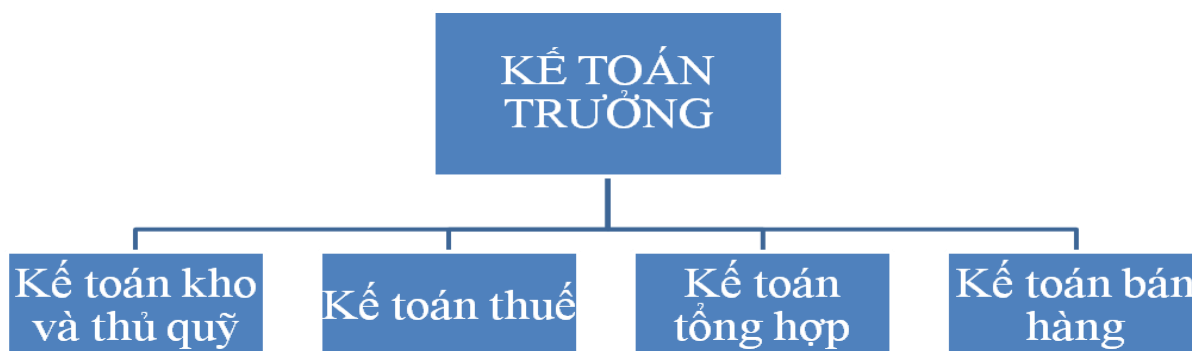 KẾ TOÁN
TRƯỞNG
Kế toán kho
và thủ quỹ
Kế toán thuế
Kế toán
tổng hợp
Kế toán bán
hàng